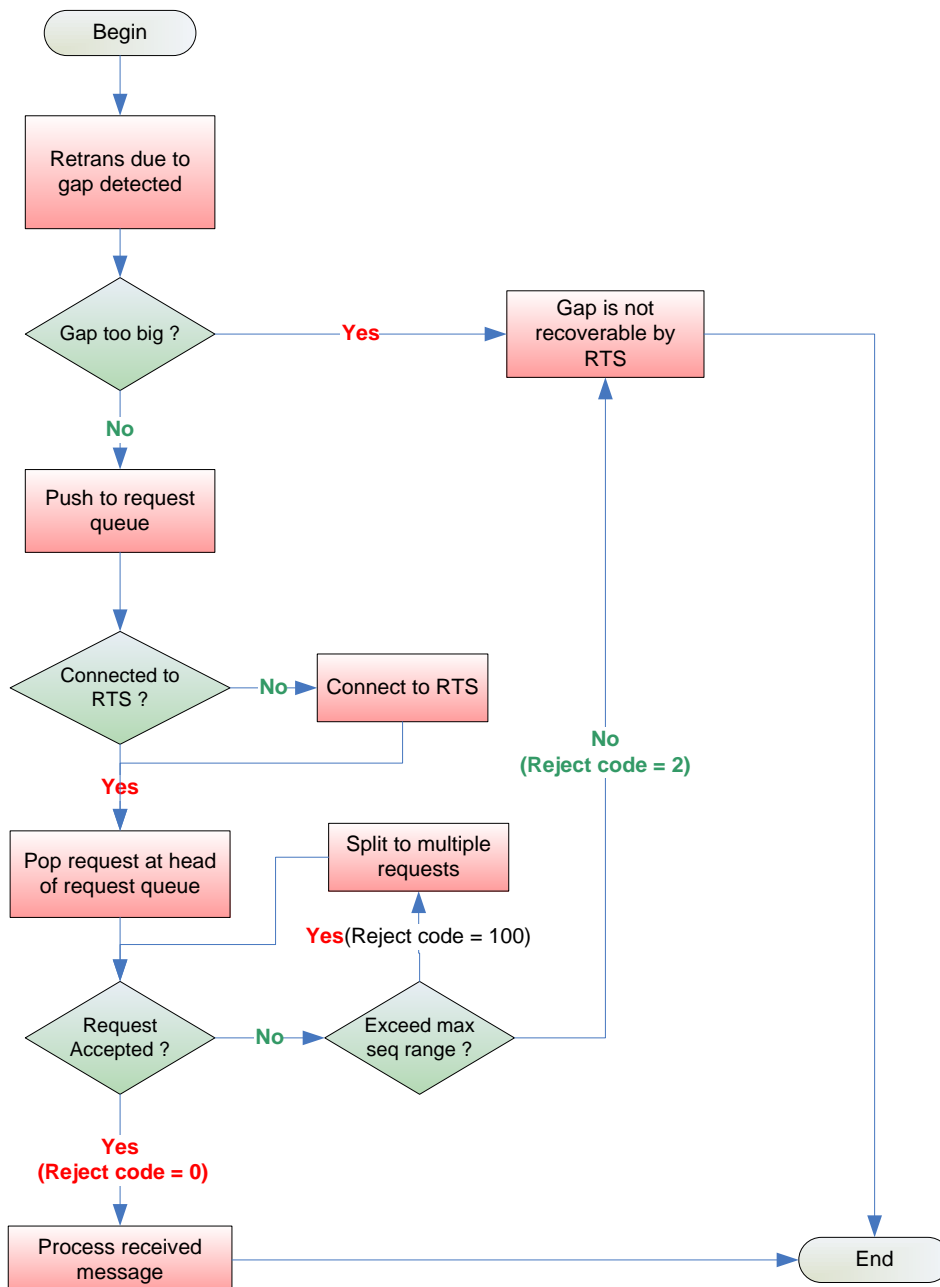 Begin
Retrans due to
gap detected
Gap too big ?
Yes
Gap is not
recoverable by
RTS
No
Push to request
queue
Connected to
RTS ?
No
Connect to RTS
No
(Reject code = 2)
Yes
Pop request at head
of request queue
Split to multiple
requests
Yes(Reject code = 100)
Request
Accepted ?
No
Exceed max
seq range ?
Yes
(Reject code = 0)
Process received
message
End